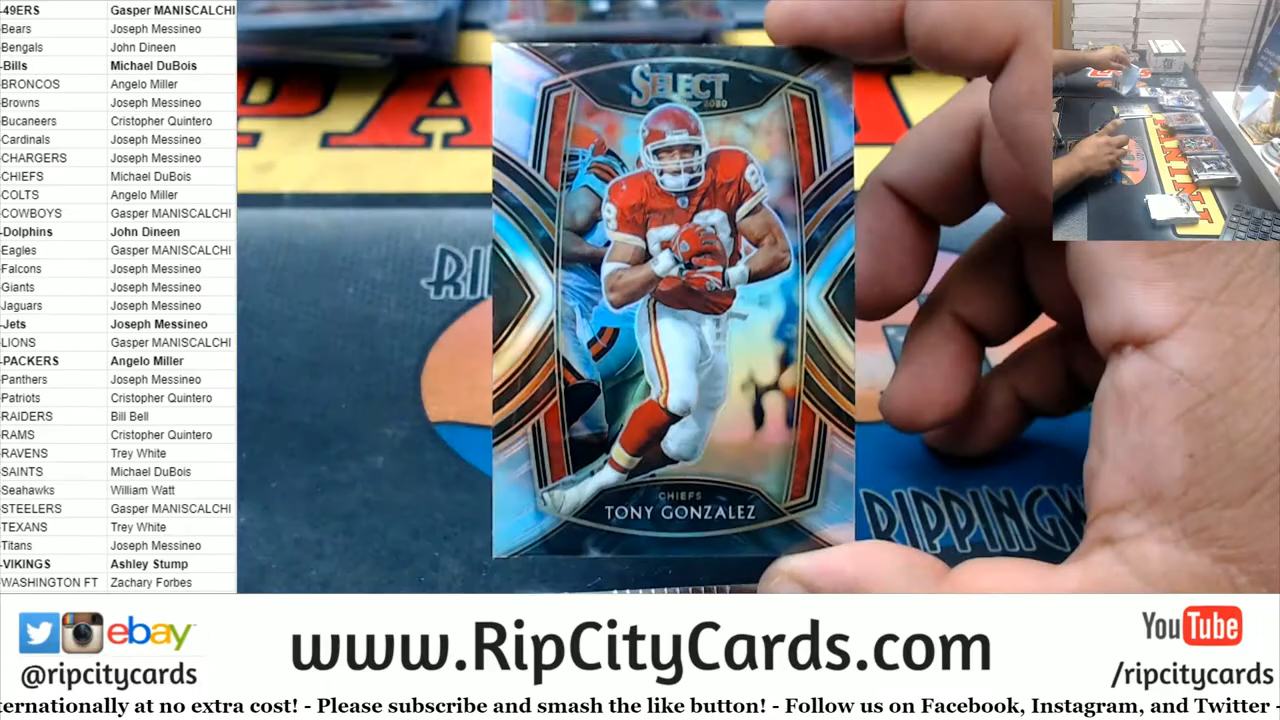 -49ERS Gasper MANISCALCHI
-Bears Joseph Messineo
-Bengals John Dineen
-Bills Michael DuBois
-BRONCOS Angelo Miller
-Browns Joseph Messineo
-Bucaneers Cristopher Quintero
-Cardinals Joseph Messineo
-CHARGERS Joseph Messineo
-CHIEFS Michael DuBois
-COLTS Angelo Miller
-COWBOYS Gasper MANISCALCHI
-Dolphins John Dineen
-Eagles Gasper MANISCALCHI
-Falcons Joseph Messineo
-Giants Joseph Messineo
-Jaguars Joseph Messineo
-Jets Joseph Messineo
-LIONS Gasper MANISCALCHI
-PACKERS Angelo Miller
-Panthers Joseph Messineo
-Patriots Cristopher Quintero
-RAIDERS Bill Bell
-RAMS Cristopher Quintero
-RAVENS Trey White
-SAINTS Michael DuBois
-Seahawks William Watt
-STEELERS Gasper MANISCALCHI
-TEXANS Trey White
-Titans Joseph Messineo
-VIKINGS Ashley Stump
-WASHINGTON FT Zachary Forbes
SELECT
2020
88
CHIEFS
TONY GONZALEZ
PA
RI
RIPPINGW
PANINI
ebay
@ripcitycards
www.RipCityCards.com
YouTube
/ripcitycards
ternationally at no extra cost! - Please subscribe and smash the like button! - Follow us on Facebook, Instagram, and Twitter -